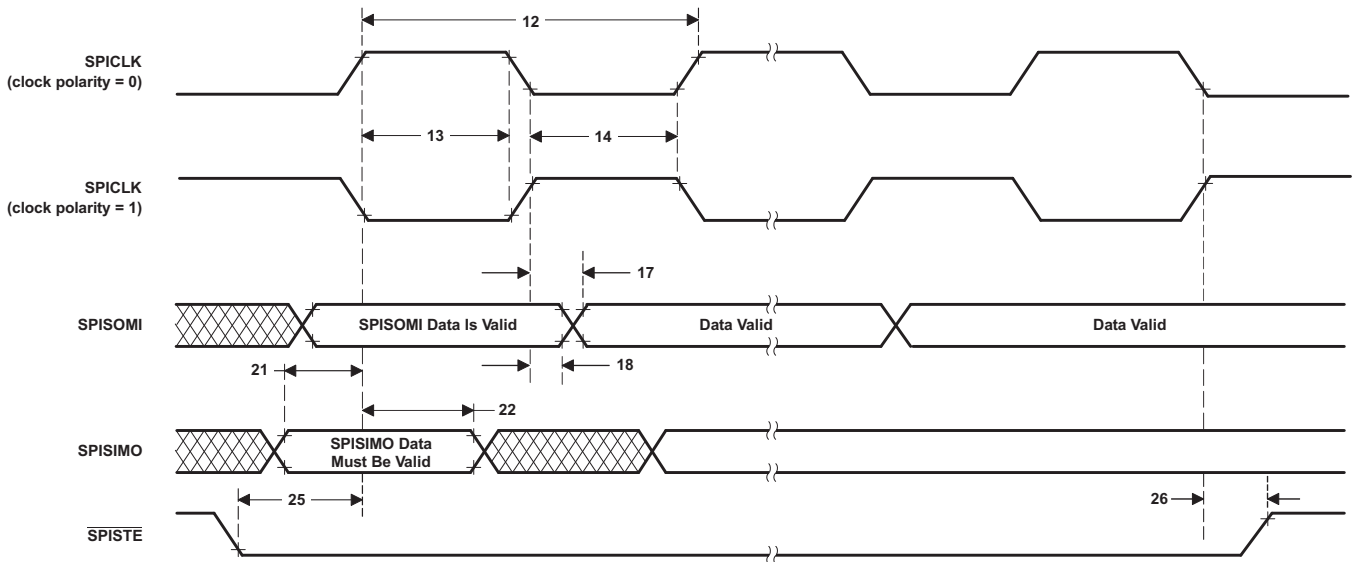 12
SPICLK
(clock polarity = 0)
13
14
SPICLK
(clock polarity = 1)
17
SPISOMI
SPISOMI Data Is Valid
Data Valid
Data Valid
21
18
22
SPISIMO
SPISIMO Data
Must Be Valid
25
26
SPISTE